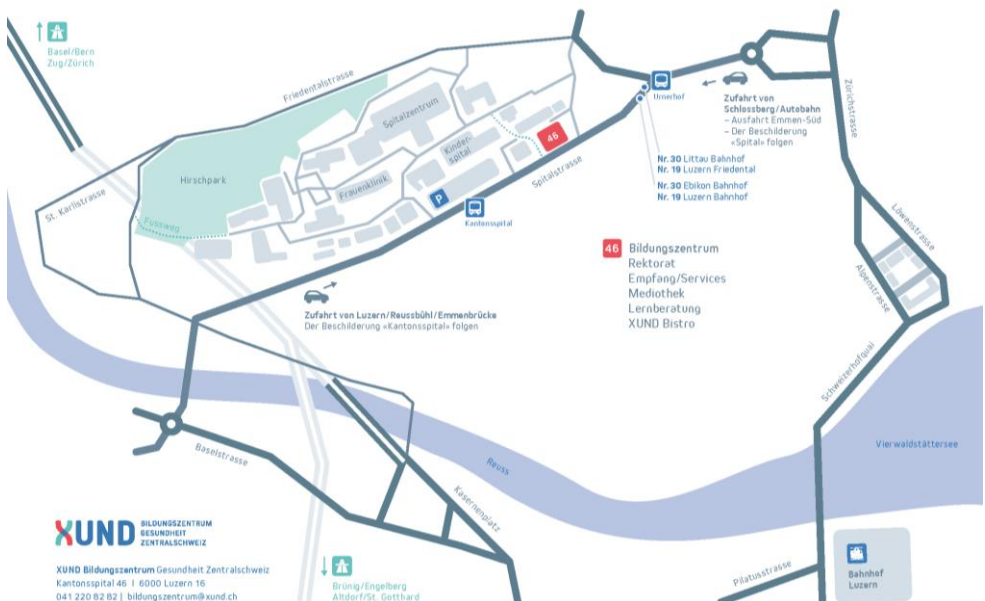 Basel/Bern
Zug/Zürich
Friedentalstrasse
St. Karlistrasse
Hirschpark
Fussweg
Spitalzentrum
Kinder-
spital
Frauenklinik
P
46
Kantonsspital
Spitalstrasse
Urnerhof
Zufahrt von
Schlossberg/Autobahn
– Ausfahrt Emmen-Süd
– Der Beschilderung
«Spital» folgen
Nr. 30 Littau Bahnhof
Nr. 19 Luzern Friedental
Nr. 30 Ebikon Bahnhof
Nr. 19 Luzern Bahnhof
Zürichstrasse
Löwenstrasse
Alpenstrasse
Schweizerhofquai
Vierwaldstättersee
46 Bildungszentrum
Rektorat
Empfang/Services
Mediothek
Lernberatung
XUND Bistro
Zufahrt von Luzern/Reussbühl/Emmenbrücke
Der Beschilderung «Kantonsspital» folgen
Baselstrasse
Reuss
Kasernenplatz
Pilatusstrasse
Bahnhof
Luzern
Brünig/Engelberg
Altdorf/St. Gotthard
XUND BILDUNGSZENTRUM
GESUNDHEIT
ZENTRALSCHWEIZ
XUND Bildungszentrum Gesundheit Zentralschweiz
Kantonsspital 46 | 6000 Luzern 16
041 220 82 82 | bildungszentrum@xund.ch